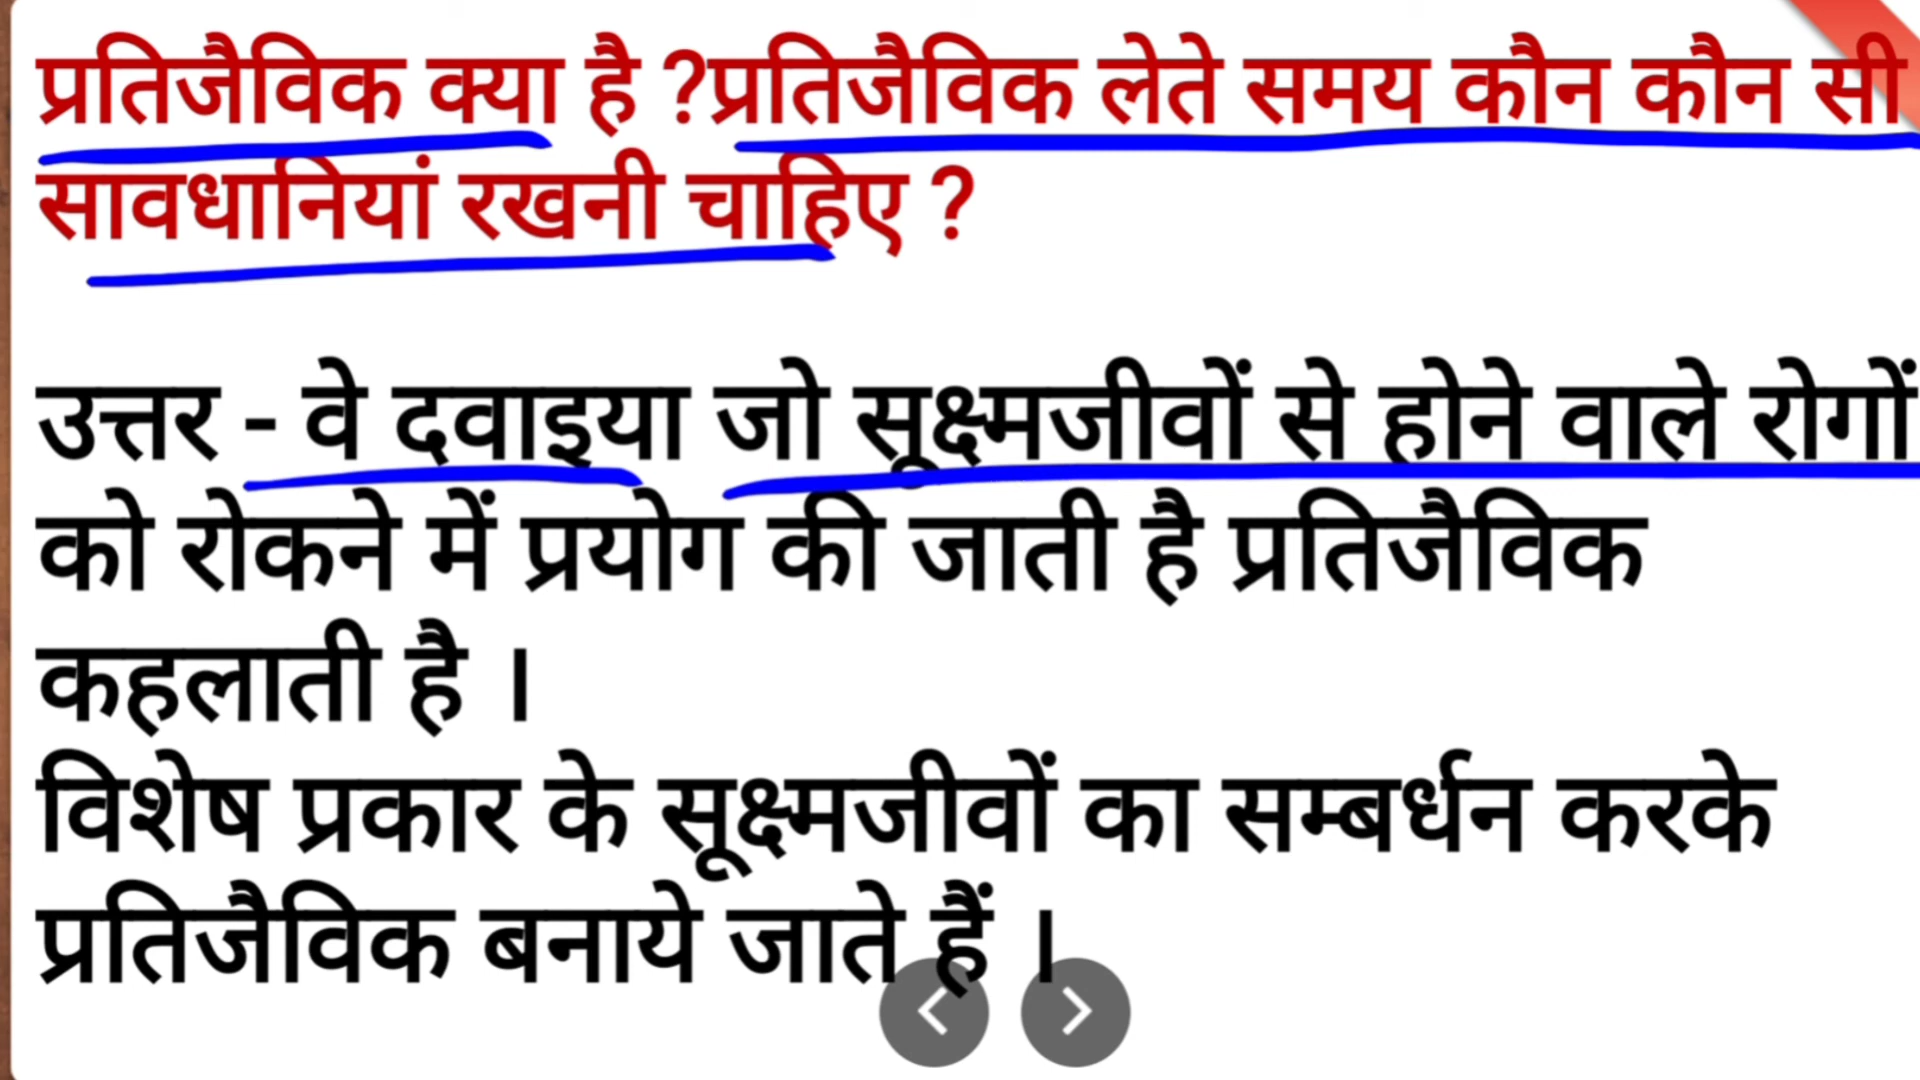 प्रतिजैविक क्या है ?प्रतिजैविक लेते समय कौन कौन सी
सावधानियां रखनी चाहिए ?
उत्तर - वे दवाइया जो सूक्ष्मजीवों से होने वाले रोगों
को रोकने में प्रयोग की जाती है प्रतिजैविक
कहलाती है ।
विशेष प्रकार के सूक्ष्मजीवों का सम्बर्धन करके
प्रतिजैविक बनाये जाते हैं ।